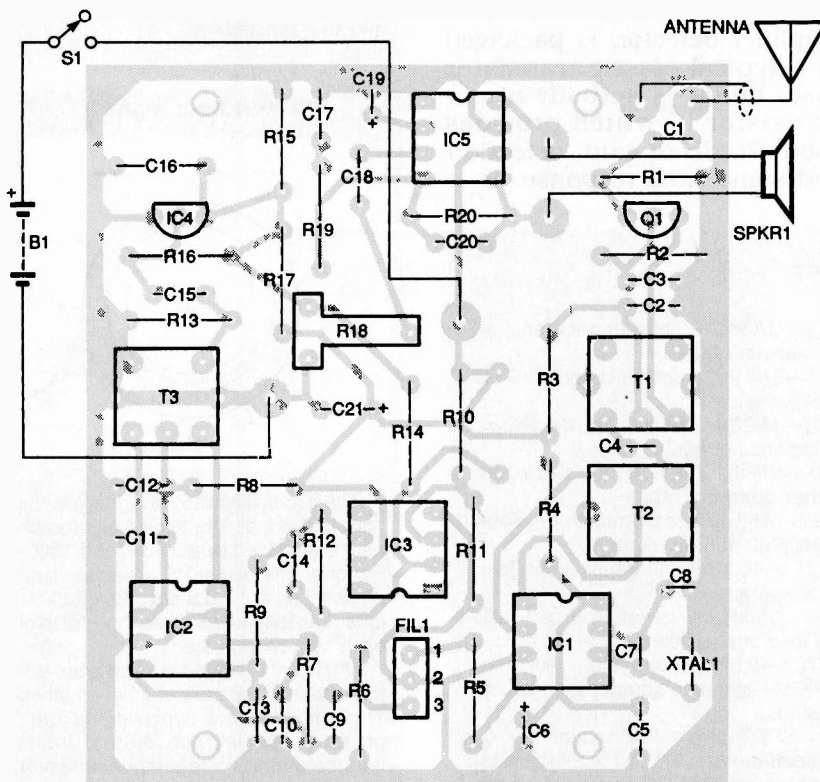 ANTENNA
S1
C19
C17
R15
IC5
C1
C16
C18
R1
IC4
R20
Q1
SPKR1
B1
+
+
R19
C20
R16
R2
R17
C3
C15
C2
R13
R18
T3
R3
T1
C21
+
R10
R14
C4
C12
R8
R4
T2
C11
R12
IC3
R11
C14
C8
R9
IC2
FIL1
IC1
C7
XTAL1
1
2
3
R7
R6
R5
C13
C10
C9
+
C6
C5